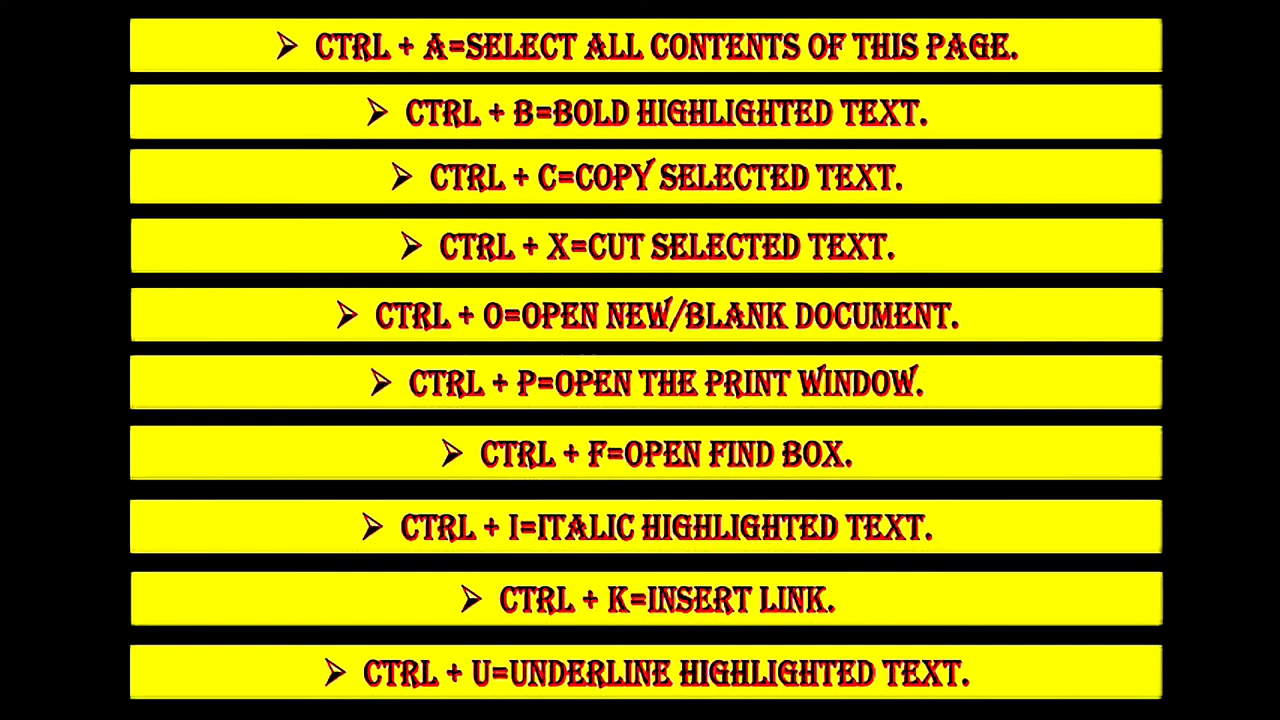 ➢ CTRL + A=SELECT ALL CONTENTS OF THIS PAGE.
➢ CTRL + B=BOLD HIGHLIGHTED TEXT.
➢ CTRL + C=COPY SELECTED TEXT.
➢ CTRL + X=CUT SELECTED TEXT.
➢ CTRL + O=OPEN NEW/BLANK DOCUMENT.
➢ CTRL + P=OPEN THE PRINT WINDOW.
➢ CTRL + F=OPEN FIND BOX.
➢ CTRL + I=ITALIC HIGHLIGHTED TEXT.
➢ CTRL + K=INSERT LINK.
➢ CTRL + U=UNDERLINE HIGHLIGHTED TEXT.